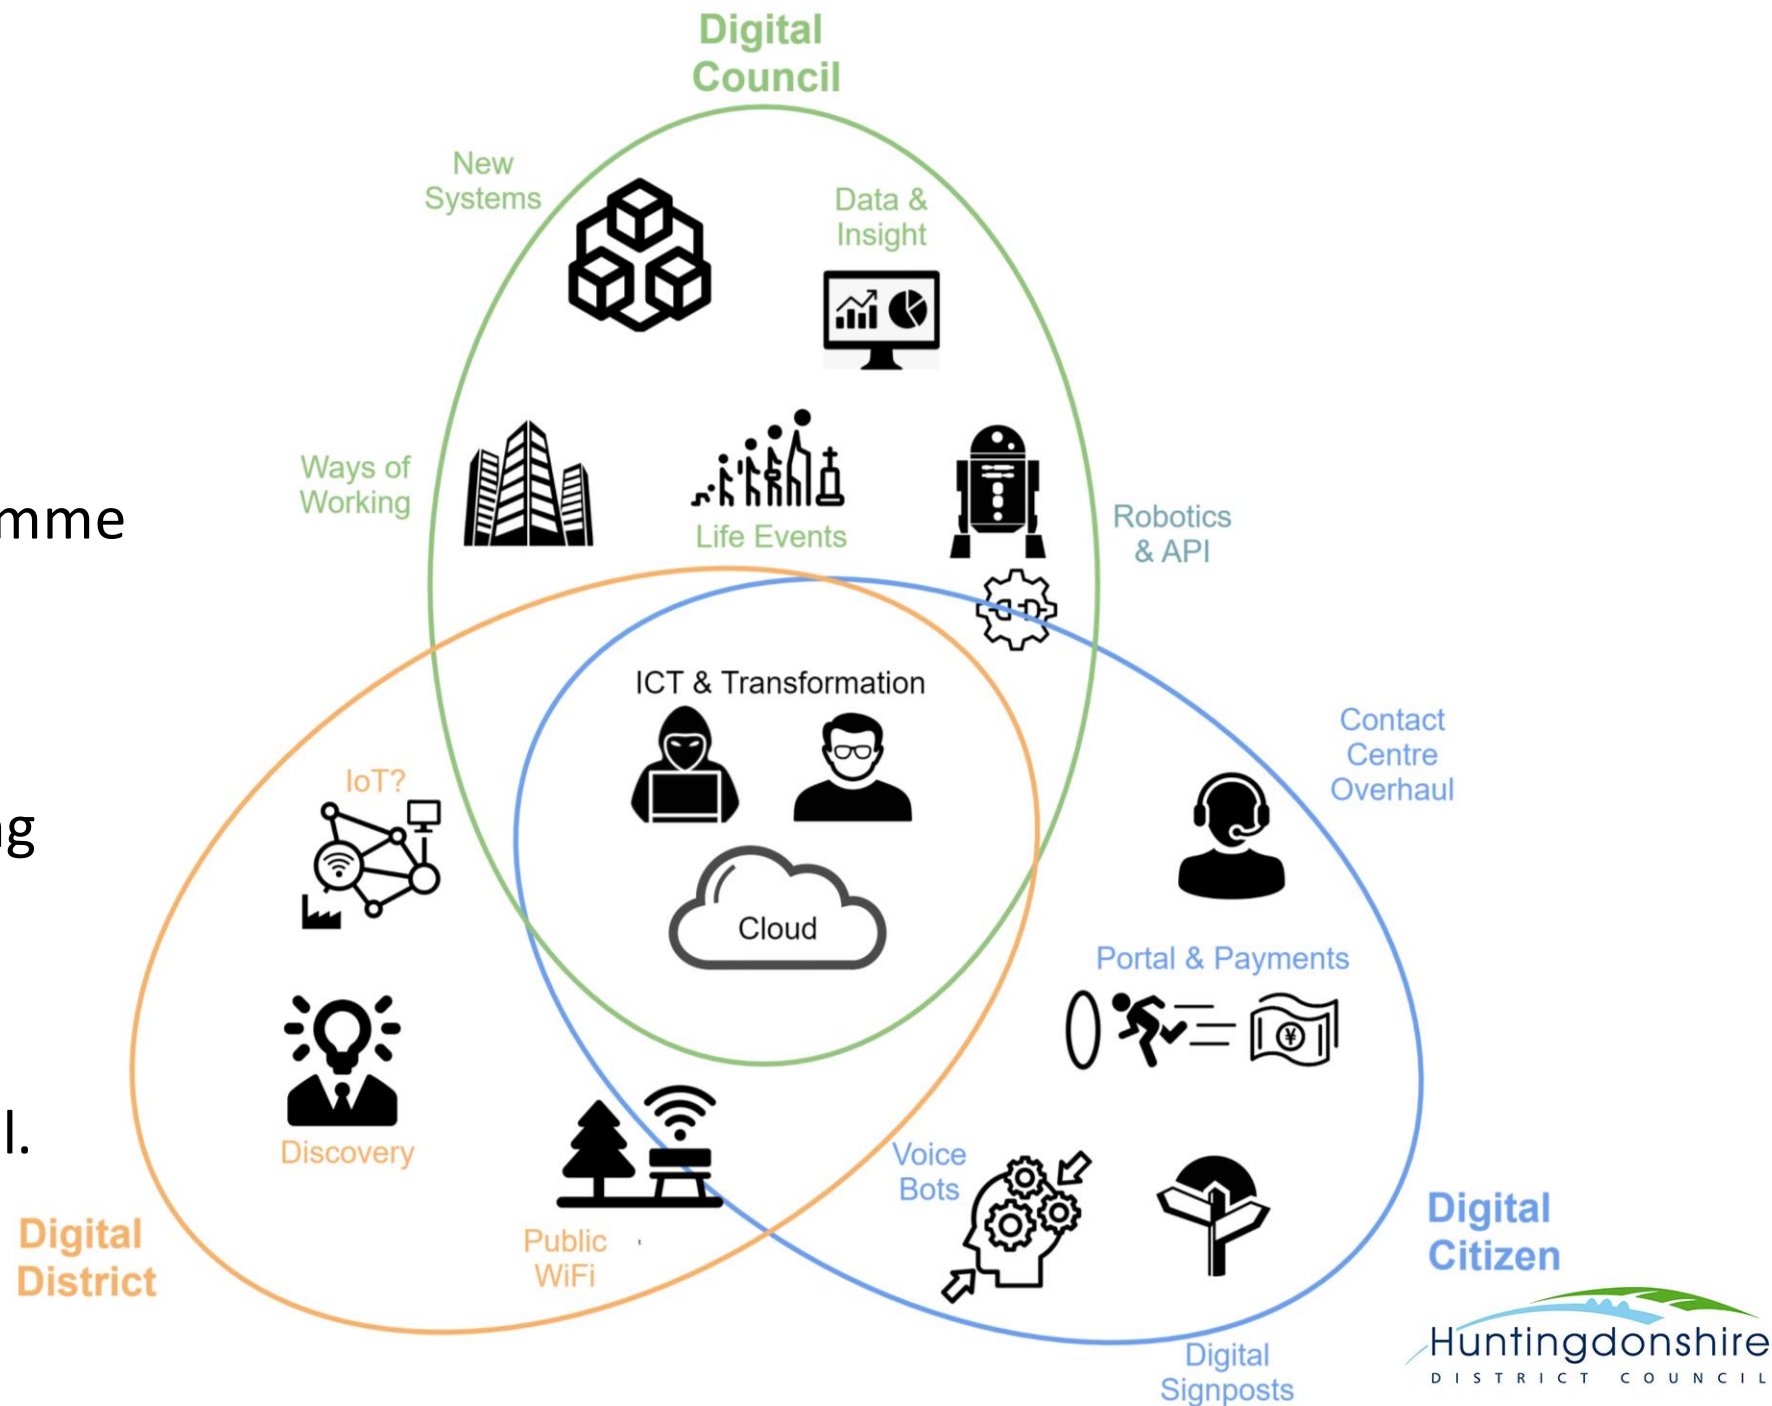 Digital
Council
New
Systems
Data &
Insight
Ways of
Working
Life Events
Robotics
& API
ICT & Transformation
Contact
Centre
Overhaul
IoT?
Cloud
Portal & Payments
Discovery
Voice
Bots
Public
WiFi
Digital
District
Digital
Citizen
Digital
Signposts
Huntingdonshire
DISTRICT COUNCIL